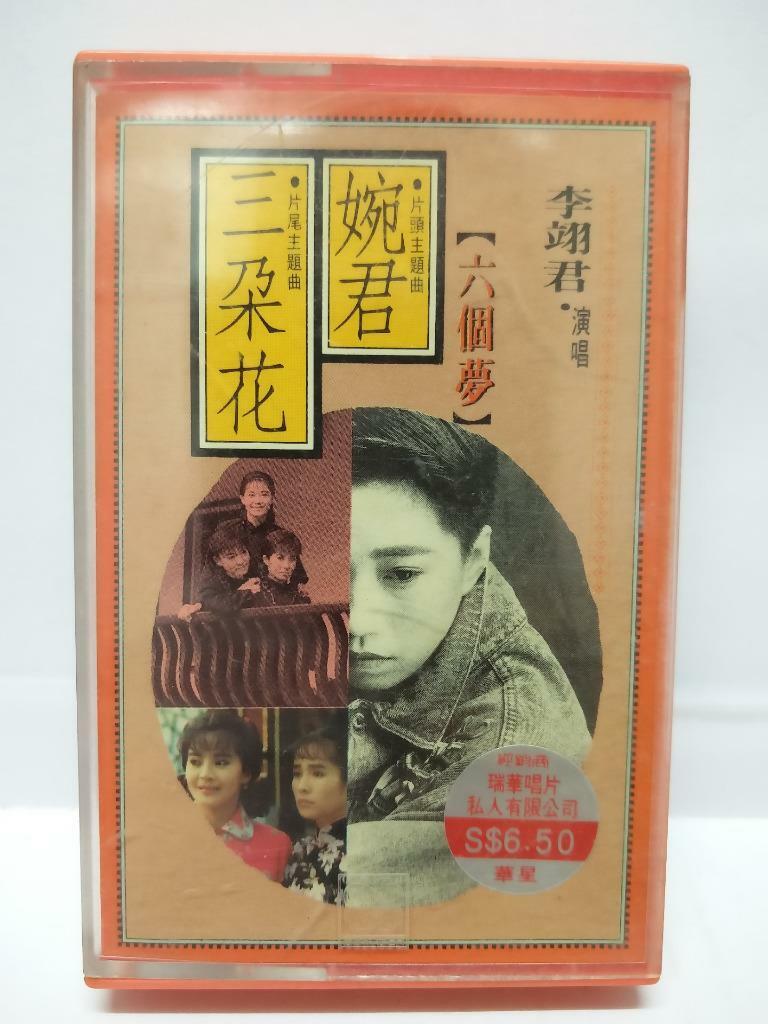 李翊君•演唱
【六個夢】
•片頭主題曲
婉君
•片尾主題曲
三朵花
經銷商
瑞華唱片
私人有限公司
S$6.50
華星